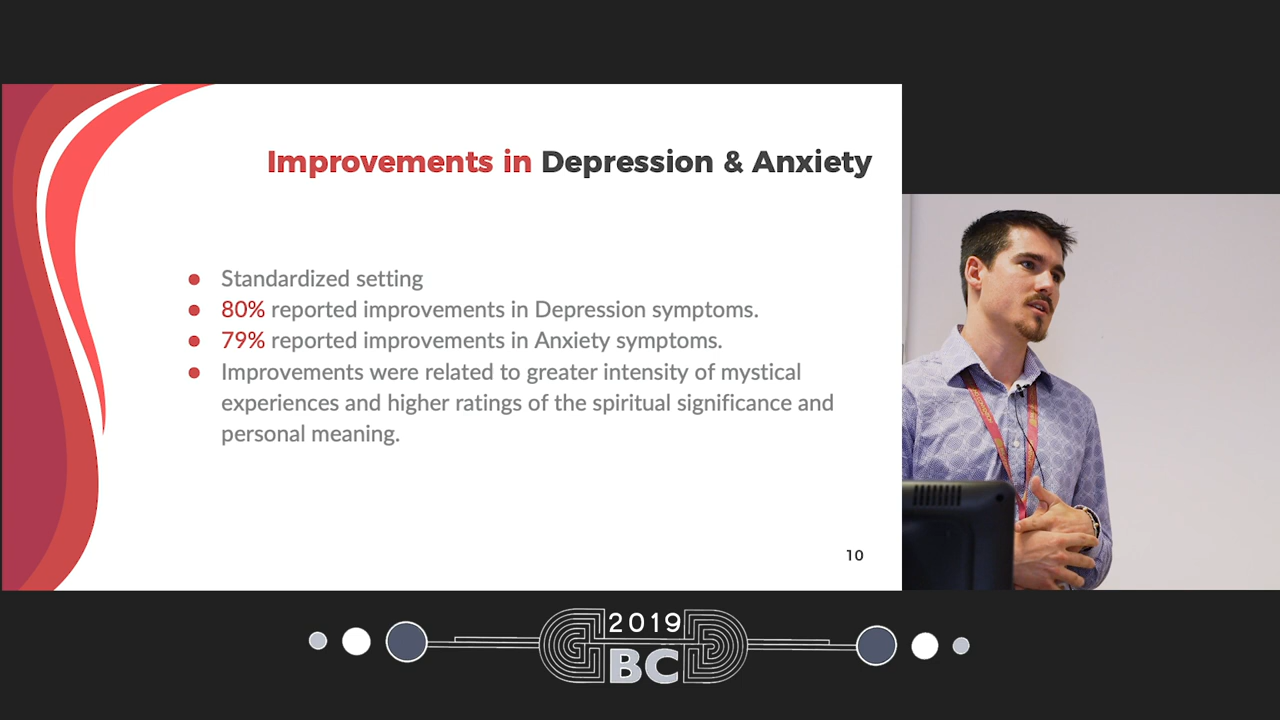 Improvements in Depression & Anxiety
Standardized setting
80% reported improvements in Depression symptoms.
79% reported improvements in Anxiety symptoms.
Improvements were related to greater intensity of mystical
experiences and higher ratings of the spiritual significance and
personal meaning.
10
2019
BC